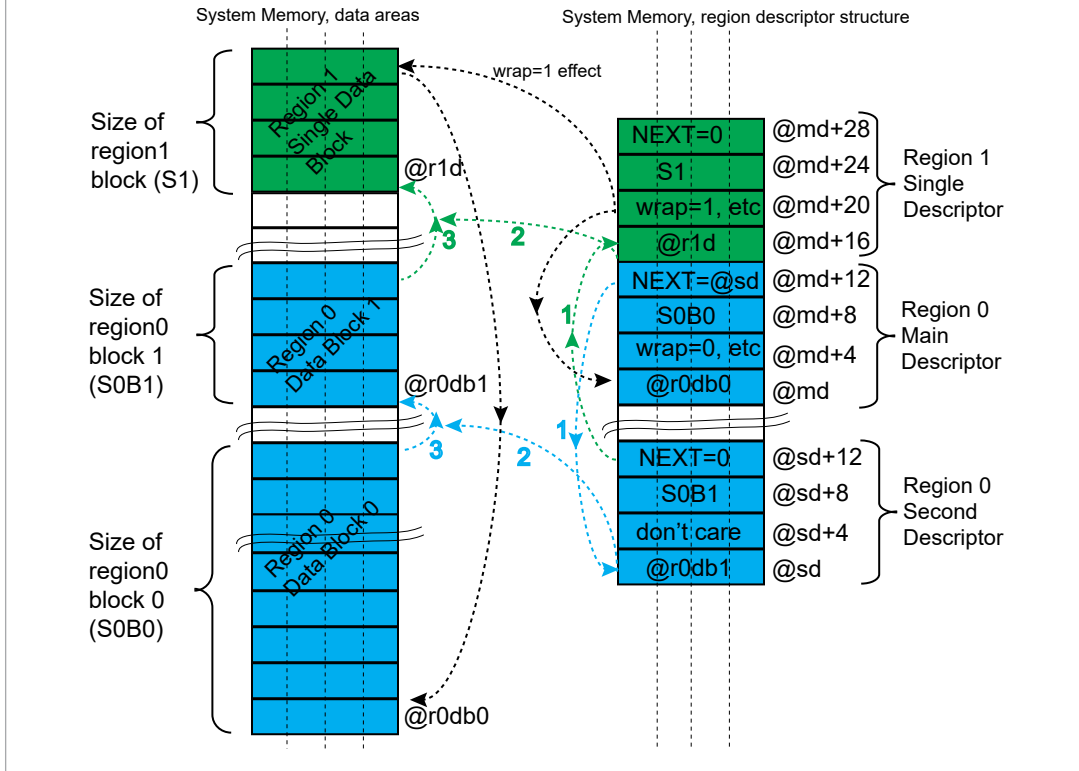 System Memory, data areas
System Memory, region descriptor structure
wrap=1 effect
Size of
region1
block (S1)
Region 1
Single Data
Block
@r1d
3
2
1
Size of
region0
block 1
(S0B1)
Region 0
Data Block 1
@r0db1
3
2
1
Size of
region0
block 0
(S0B0)
Region 0
Data Block 0
@r0db0
NEXT=0
@md+28
S1
@md+24
wrap=1, etc
@md+20
@r1d
@md+16
Region 1
Single
Descriptor
NEXT=@sd
@md+12
S0B0
@md+8
wrap=0, etc
@md+4
@r0db0
@md
Region 0
Main
Descriptor
NEXT=0
@sd+12
S0B1
@sd+8
don't care
@sd+4
@r0db1
@sd
Region 0
Second
Descriptor